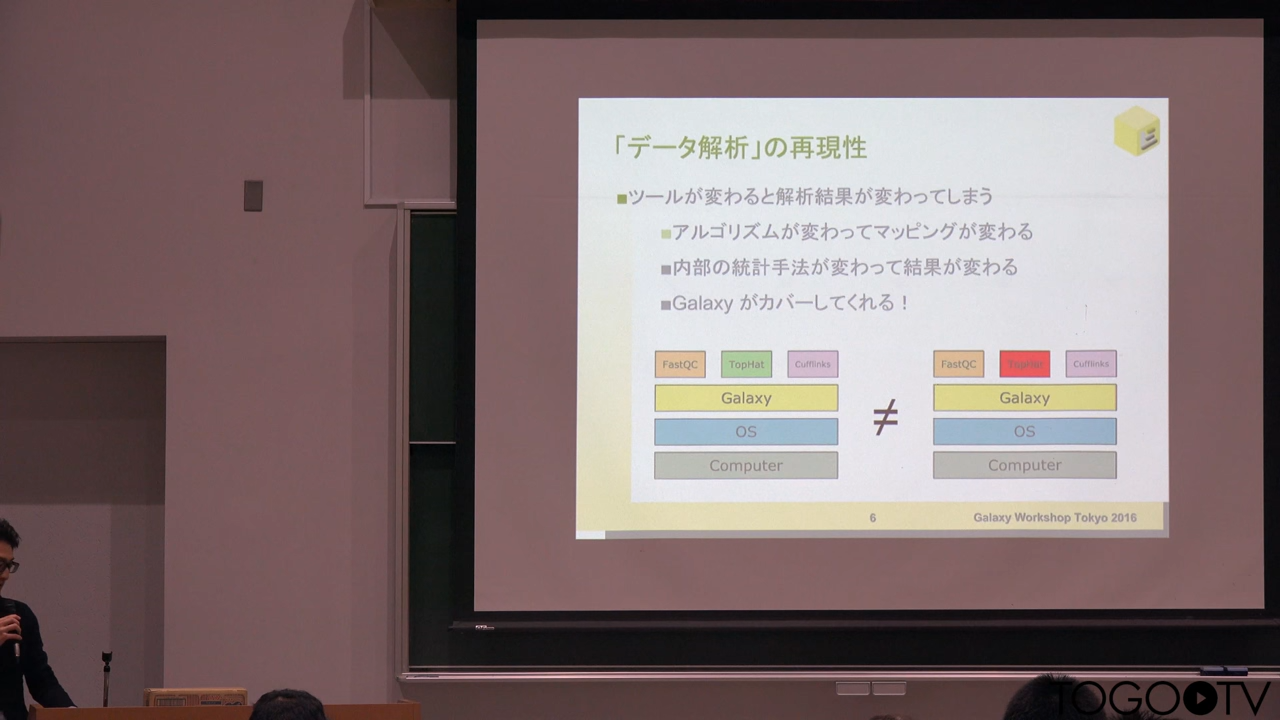 「データ解析」の再現性
■ツールが変わると解析結果が変わってしまう
■アルゴリズムが変わってマッピングが変わる
■内部の統計手法が変わって結果が変わる
■Galaxy がカバーしてくれる！
FastQC TopHat Cufflinks
Galaxy
OS
Computer
≠
FastQC TopHat Cufflinks
Galaxy
OS
Computer
6 Galaxy Workshop Tokyo 2016
TOGOTV